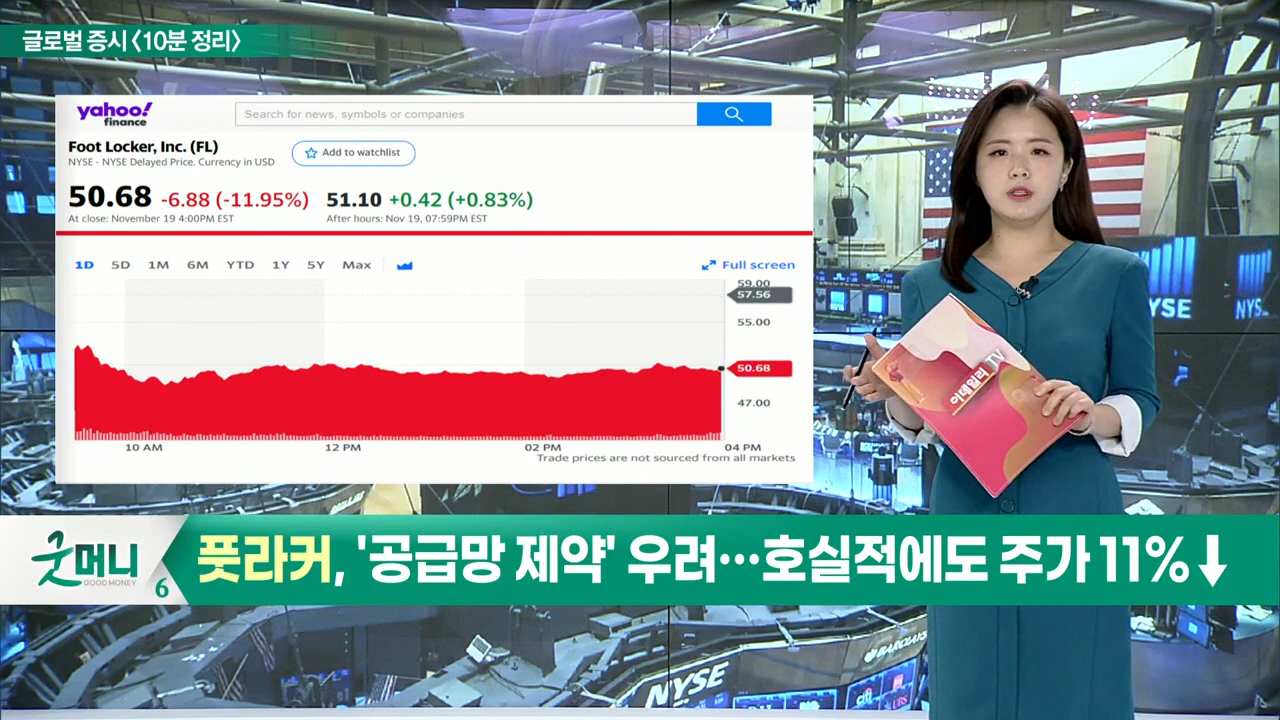 글로벌 증시 <10분 정리>
yahoo!
finance
Search for news, symbols or companies
Foot Locker, Inc. (FL)
NYSE - NYSE Delayed Price. Currency in USD
Add to watchlist
50.68 -6.88 (-11.95%)
At close: November 19 4:00PM EST
51.10 +0.42 (+0.83%)
After hours: Nov 19, 07:59PM EST
1D 5D 1M 6M YTD 1Y 5Y Max
Full screen
59.00
57.56
55.00
50.68
47.00
10 AM 12 PM 02 PM 04 PM
Trade prices are not sourced from all markets
이데일리 TV
YSE
NYS
굿머니
GOOD MONEY
6
풋라커, '공급망 제약' 우려…호실적에도 주가 11%↓
NYSE
BARCLAYS
citi
UBS